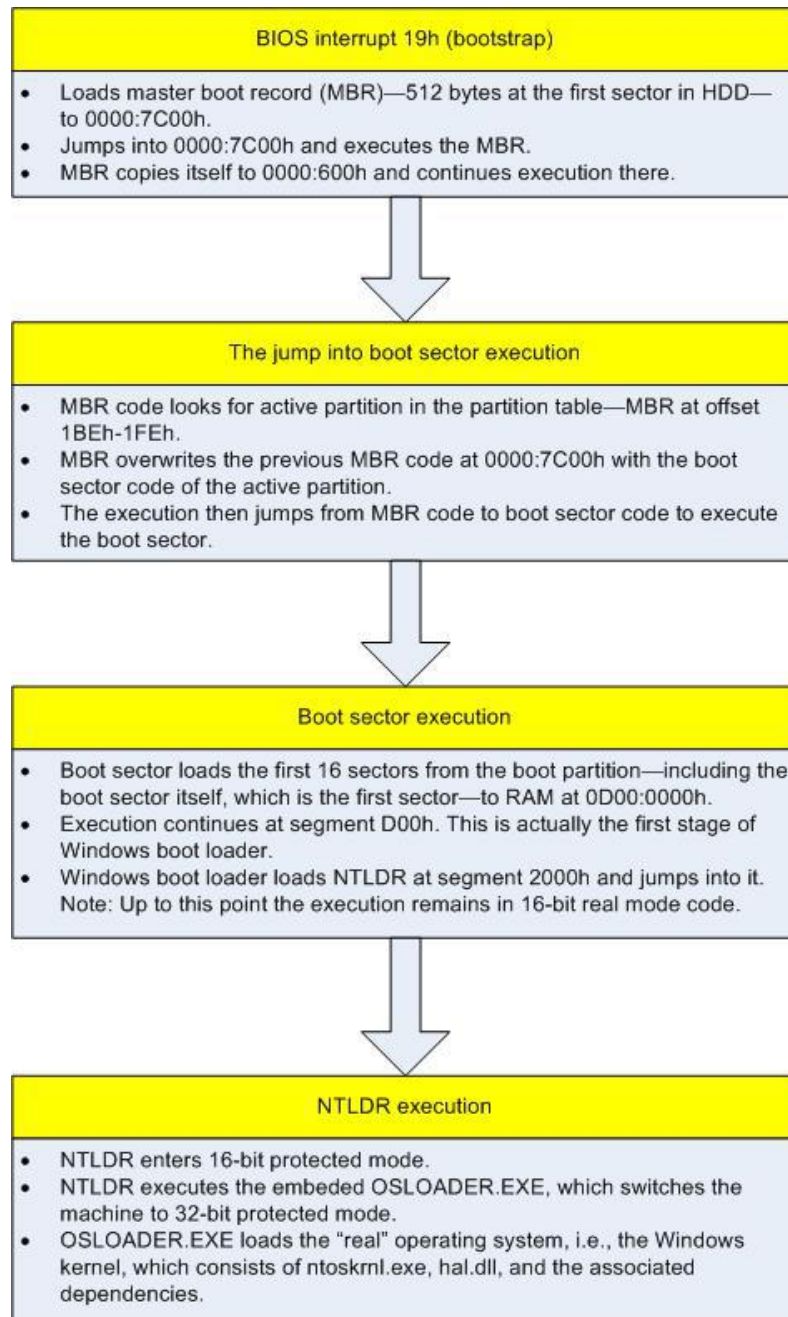 BIOS interrupt 19h (bootstrap)
• Loads master boot record (MBR)—512 bytes at the first sector in HDD—
to 0000:7C00h.
• Jumps into 0000:7C00h and executes the MBR.
• MBR copies itself to 0000:600h and continues execution there.
The jump into boot sector execution
• MBR code looks for active partition in the partition table—MBR at offset
1BEh-1FEh.
• MBR overwrites the previous MBR code at 0000:7C00h with the boot
sector code of the active partition.
• The execution then jumps from MBR code to boot sector code to execute
the boot sector.
Boot sector execution
• Boot sector loads the first 16 sectors from the boot partition—including the
boot sector itself, which is the first sector—to RAM at 0D00:0000h.
• Execution continues at segment D00h. This is actually the first stage of
Windows boot loader.
• Windows boot loader loads NTLDR at segment 2000h and jumps into it.
Note: Up to this point the execution remains in 16-bit real mode code.
NTLDR execution
• NTLDR enters 16-bit protected mode.
• NTLDR executes the embeded OSLOADER.EXE, which switches the
machine to 32-bit protected mode.
• OSLOADER.EXE loads the “real” operating system, i.e., the Windows
kernel, which consists of ntoskrnl.exe, hal.dll, and the associated
dependencies.